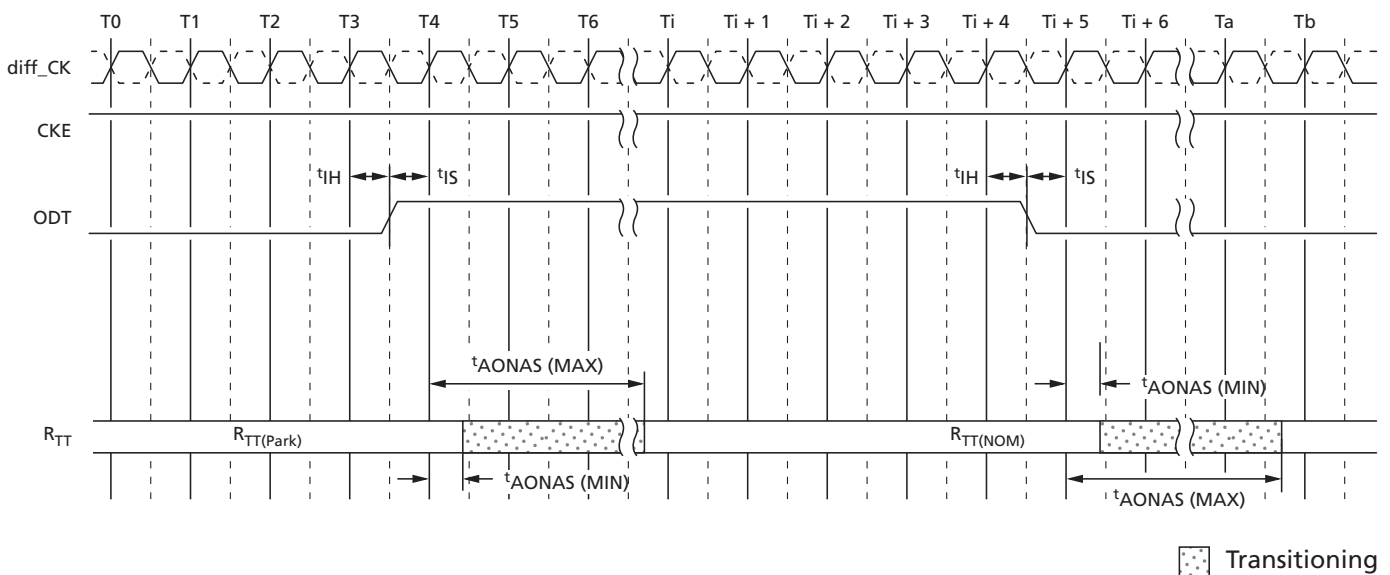 T0 T1 T2 T3 T4 T5 T6 Ti Ti + 1 Ti + 2 Ti + 3 Ti + 4 Ti + 5 Ti + 6 Ta Tb
diff_CK
CKE
tIH tIS tIH tIS
ODT
tAONAS (MAX)
tAONAS (MIN)
RTT RTT(Park) RTT(NOM)
tAONAS (MIN)
tAONAS (MAX)
Transitioning